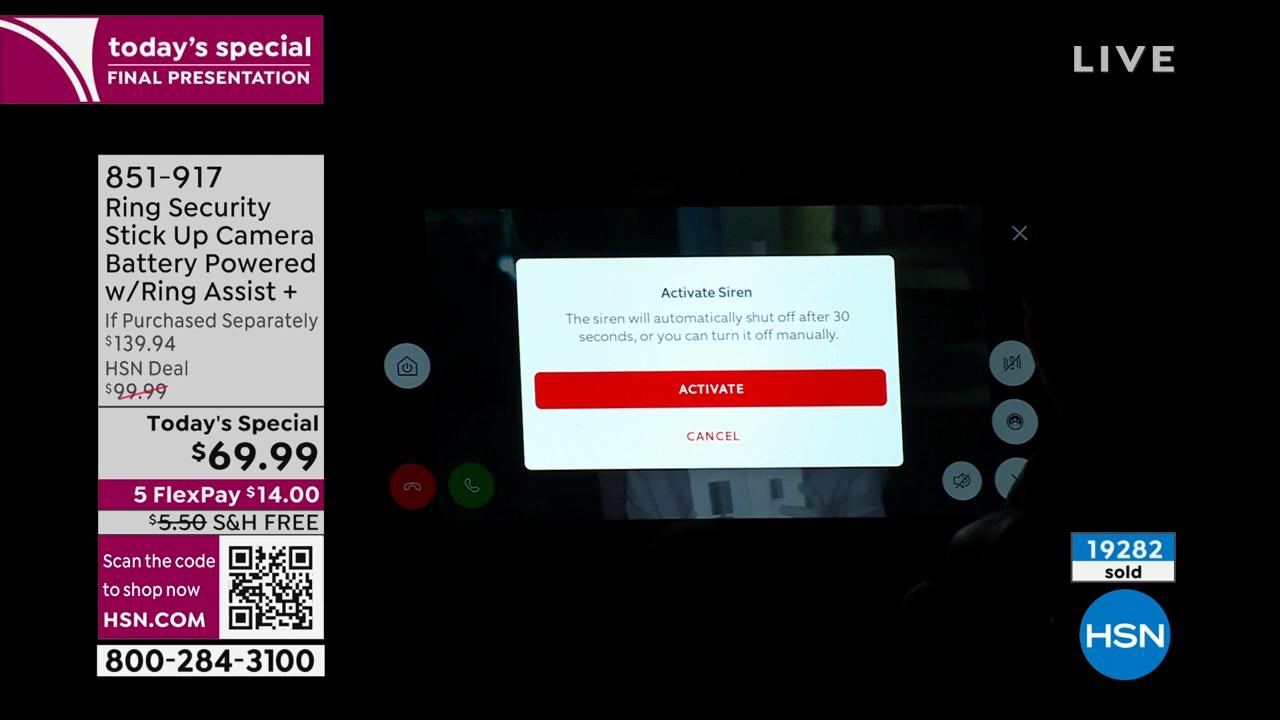 today's special
FINAL PRESENTATION
LIVE
851-917
Ring Security
Stick Up Camera
Battery Powered
w/Ring Assist +
If Purchased Separately
$139.94
HSN Deal
$99.99
Today's Special
$69.99
5 FlexPay $14.00
$5.50 S&H FREE
Scan the code
to shop now
HSN.COM
800-284-3100
Activate Siren
The siren will automatically shut off after 30
seconds, or you can turn it off manually.
ACTIVATE
CANCEL
19282
sold
HSN